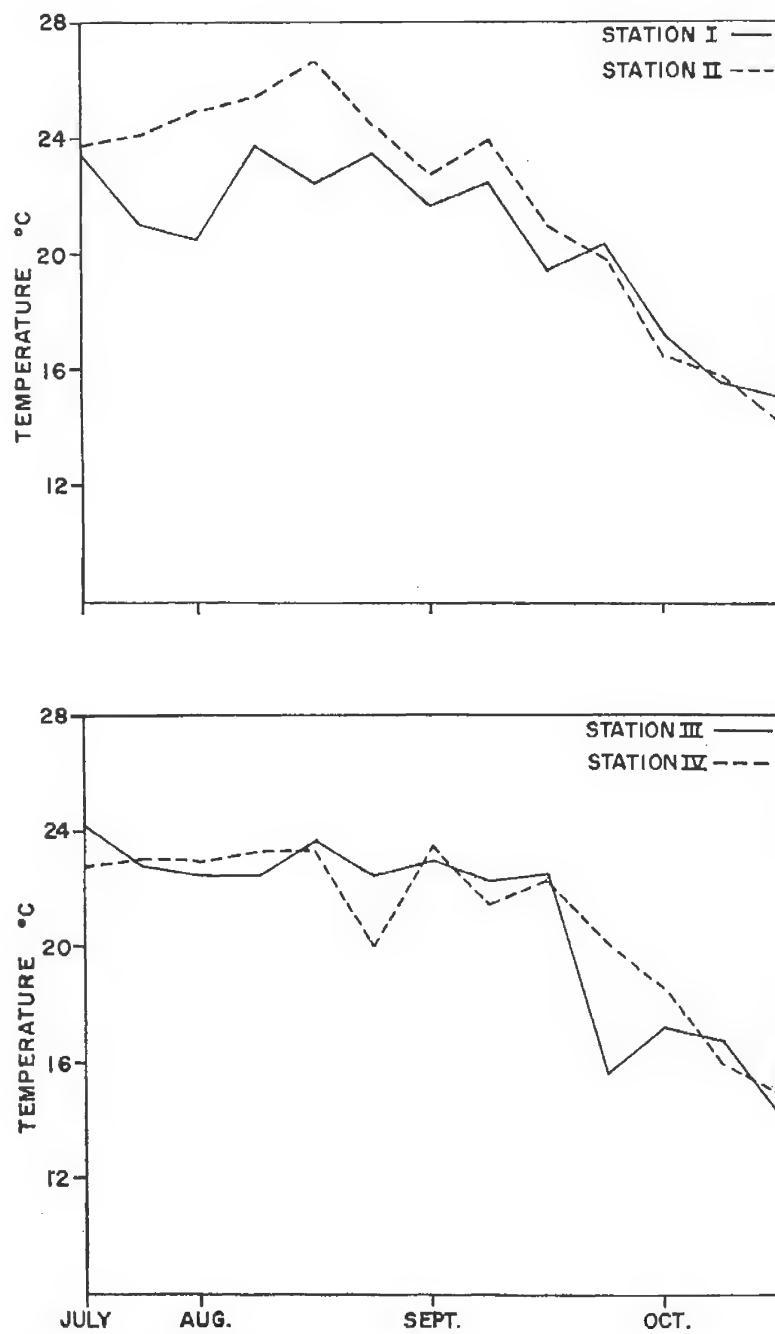 28
STATION I
STATION II
24
20
16
12
TEMPERATURE °C
28
STATION III
STATION IV
24
20
16
12
TEMPERATURE °C
JULY AUG. SEPT. OCT.